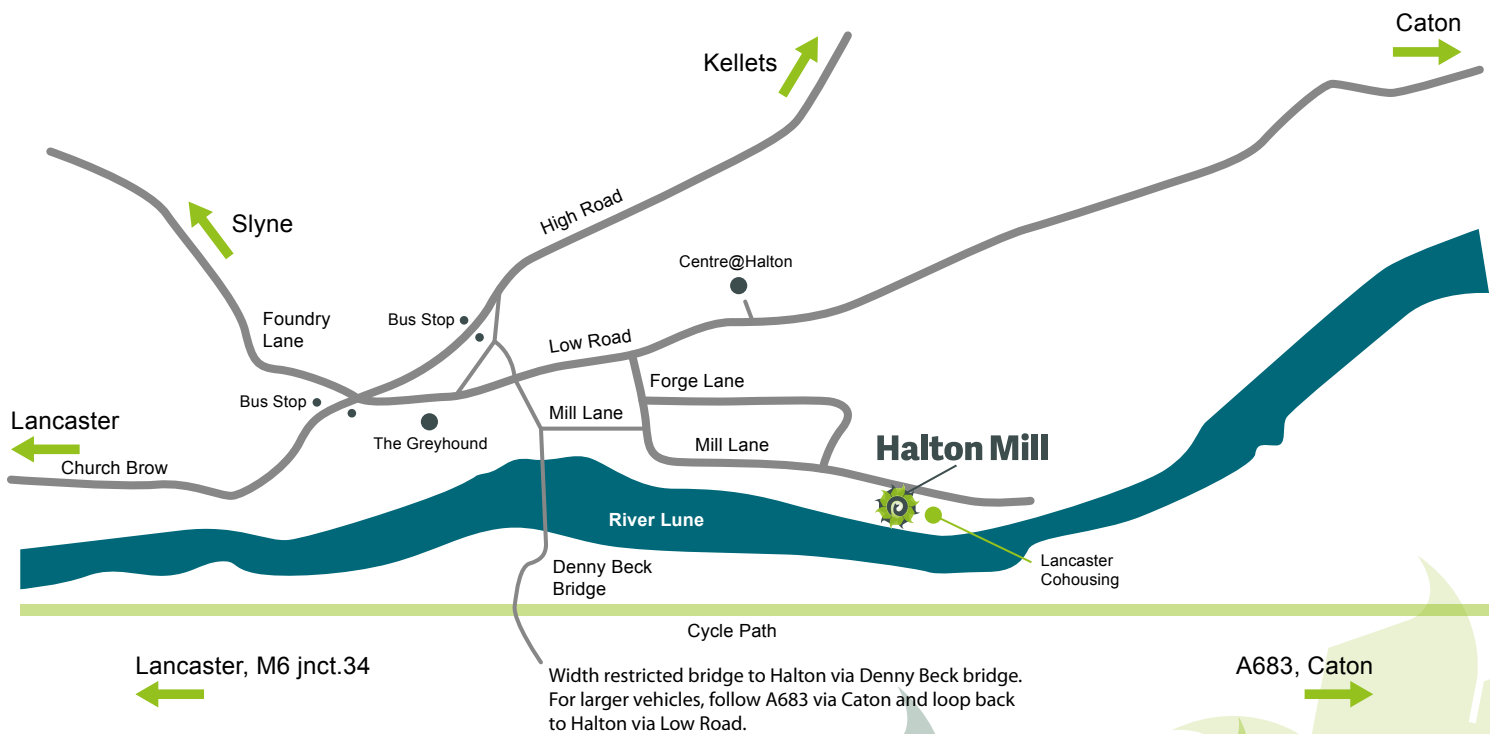 Caton
Kellets
Slyne
High Road
Centre@Halton
Foundry
Lane
Bus Stop
Low Road
Forge Lane
Bus Stop
Mill Lane
Lancaster
The Greyhound
Mill Lane
Halton Mill
Church Brow
River Lune
Lancaster
Cohousing
Denny Beck
Bridge
Cycle Path
Lancaster, M6 jnct.34
A683, Caton
Width restricted bridge to Halton via Denny Beck bridge.
For larger vehicles, follow A683 via Caton and loop back
to Halton via Low Road.